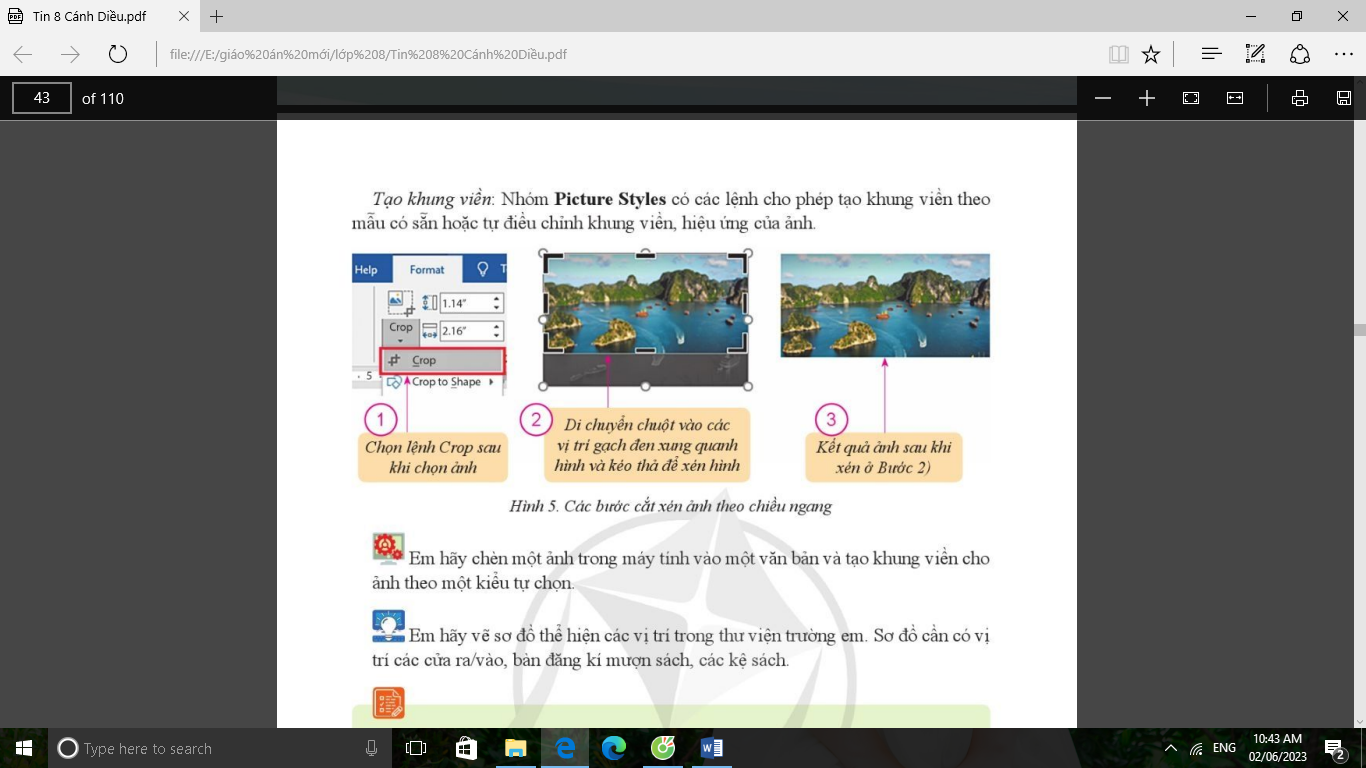 Tin 8 Cánh Diều.pdf
file:///E:/giáo%20án%20mới/lớp%208/Tin%208%20Cánh%20Diều.pdf
43 of 110
Tạo khung viền: Nhóm Picture Styles có các lệnh cho phép tạo khung viền theo
mẫu có sẵn hoặc tự điều chỉnh khung viền, hiệu ứng của ảnh.
Help Format T
1.14"
Crop 2.16"
Crop
5 Crop to Shape
1
Chọn lệnh Crop sau
khi chọn ảnh
2
Di chuyển chuột vào các
vị trí gạch đen xung quanh
hình và kéo thả để xén hình
3
Kết quả ảnh sau khi
xén ở Bước 2)
Hình 5. Các bước cắt xén ảnh theo chiều ngang
Em hãy chèn một ảnh trong máy tính vào một văn bản và tạo khung viền cho
ảnh theo một kiểu tự chọn.
Em hãy vẽ sơ đồ thể hiện các vị trí trong thư viện trường em. Sơ đồ cần có vị
trí các cửa ra/vào, bàn đăng kí mượn sách, các kệ sách.
Type here to search
ENG
10:43 AM
02/06/2023
2